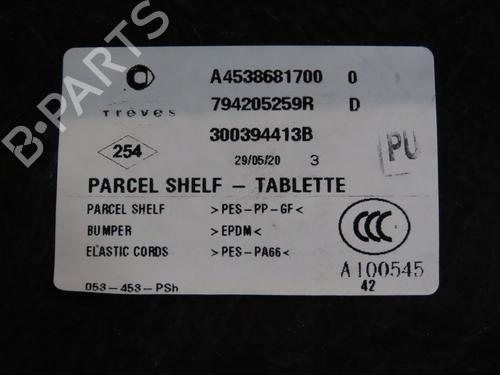 A4538681700 0
794205259R D
Trèves
300394413B
254
29/05/20 3
PU
PARCEL SHELF - TABLETTE
PARCEL SHELF >PES-PP-GF<
BUMPER >EPDM<
ELASTIC CORDS >PES-PA66<
CCC
A100545
42
053-453-PSh
B-PARTS